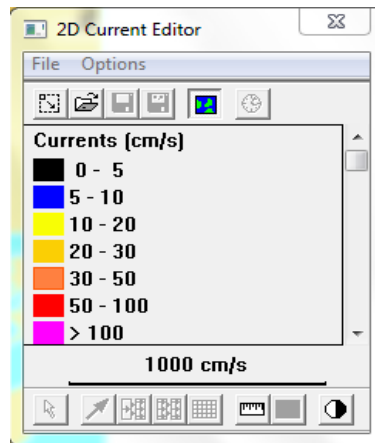 2D Current Editor
File Options
Currents (cm/s)
0 - 5
5 - 10
10 - 20
20 - 30
30 - 50
50 - 100
> 100
1000 cm/s